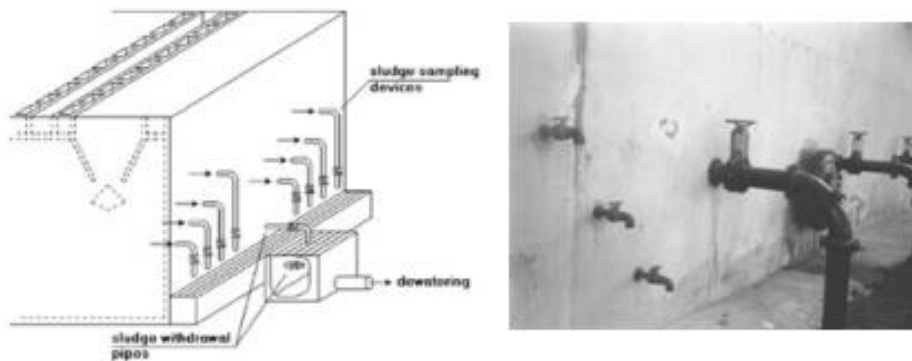 sludge sampling
devices
dewatering
sludge withdrawal
pipes